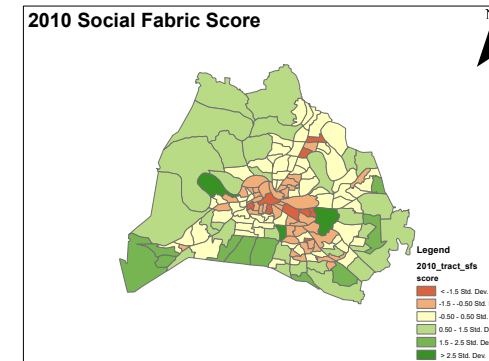 2010 Social Fabric Score
N
Legend
2010_tract_sfs
score
< -1.5 Std. Dev.
-1.5 - -0.50 Std.
-0.50 - 0.50 Std.
0.50 - 1.5 Std. De
1.5 - 2.5 Std. Dev
> 2.5 Std. Dev.